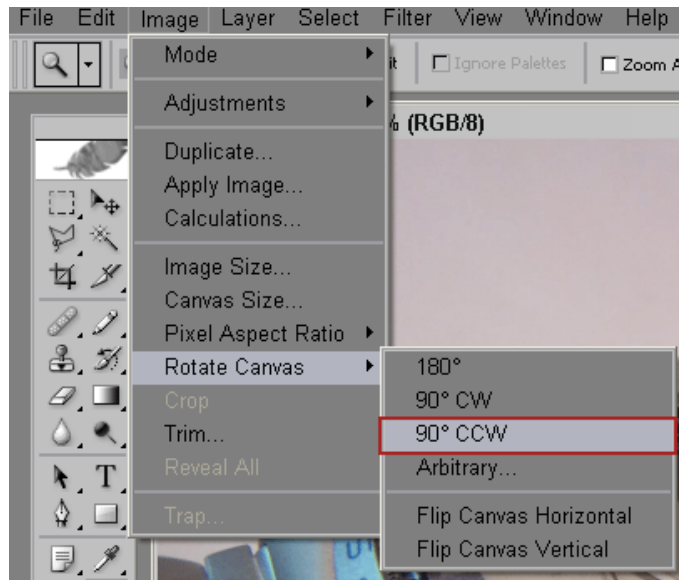 File Edit Image Layer Select Filter View Window Help
Mode
Ignore Palettes
Zoom A
Adjustments
% (RGB/8)
Duplicate...
Apply Image...
Calculations...
Image Size...
Canvas Size...
Pixel Aspect Ratio
Rotate Canvas
Crop
Trim...
Reveal All
Trap...
180°
90° CW
90° CCW
Arbitrary...
Flip Canvas Horizontal
Flip Canvas Vertical
T